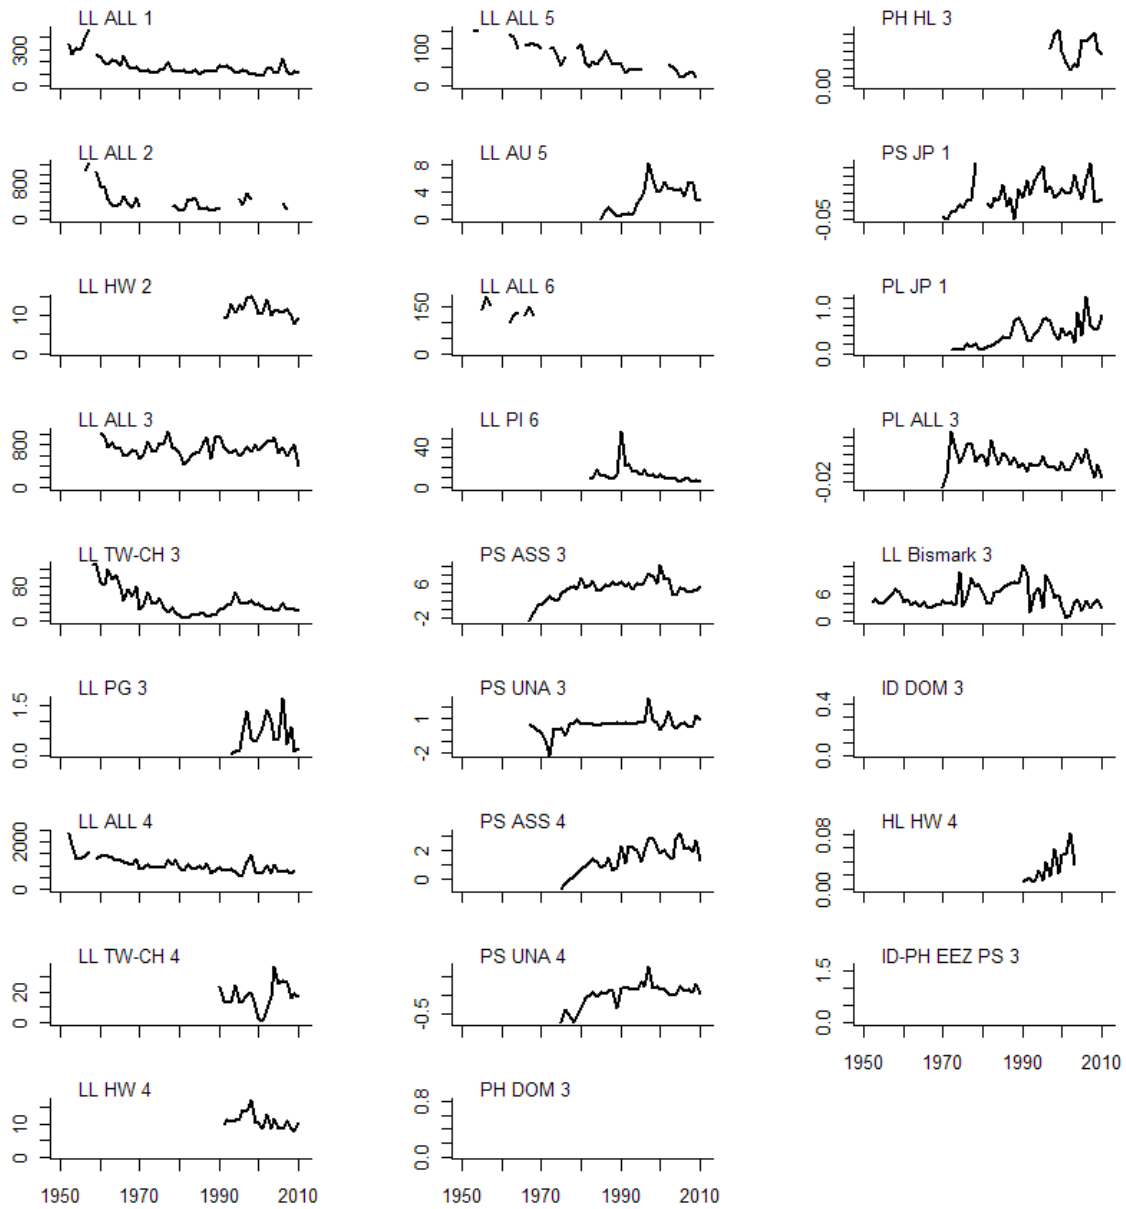 LL ALL 1
300
0
LL ALL 2
800
0
LL HW 2
10
0
LL ALL 3
800
0
LL TW-CH 3
80
0
LL PG 3
1.5
0.0
LL ALL 4
2000
0
LL TW-CH 4
20
0
LL HW 4
10
0
1950 1970 1990 2010
LL ALL 5
100
0
LL AU 5
8
4
0
LL ALL 6
150
0
LL PI 6
40
0
PS ASS 3
6
-2
PS UNA 3
1
-2
PS ASS 4
2
0
PS UNA 4
-0.5
PH DOM 3
0.8
0.0
1950 1970 1990 2010
PH HL 3
0.00
PS JP 1
-0.05
PL JP 1
1.0
0.0
PL ALL 3
-0.02
LL Bismark 3
6
0
ID DOM 3
0.4
0.0
HL HW 4
0.08
0.00
ID-PH EEZ PS 3
1.5
0.0
1950 1970 1990 2010